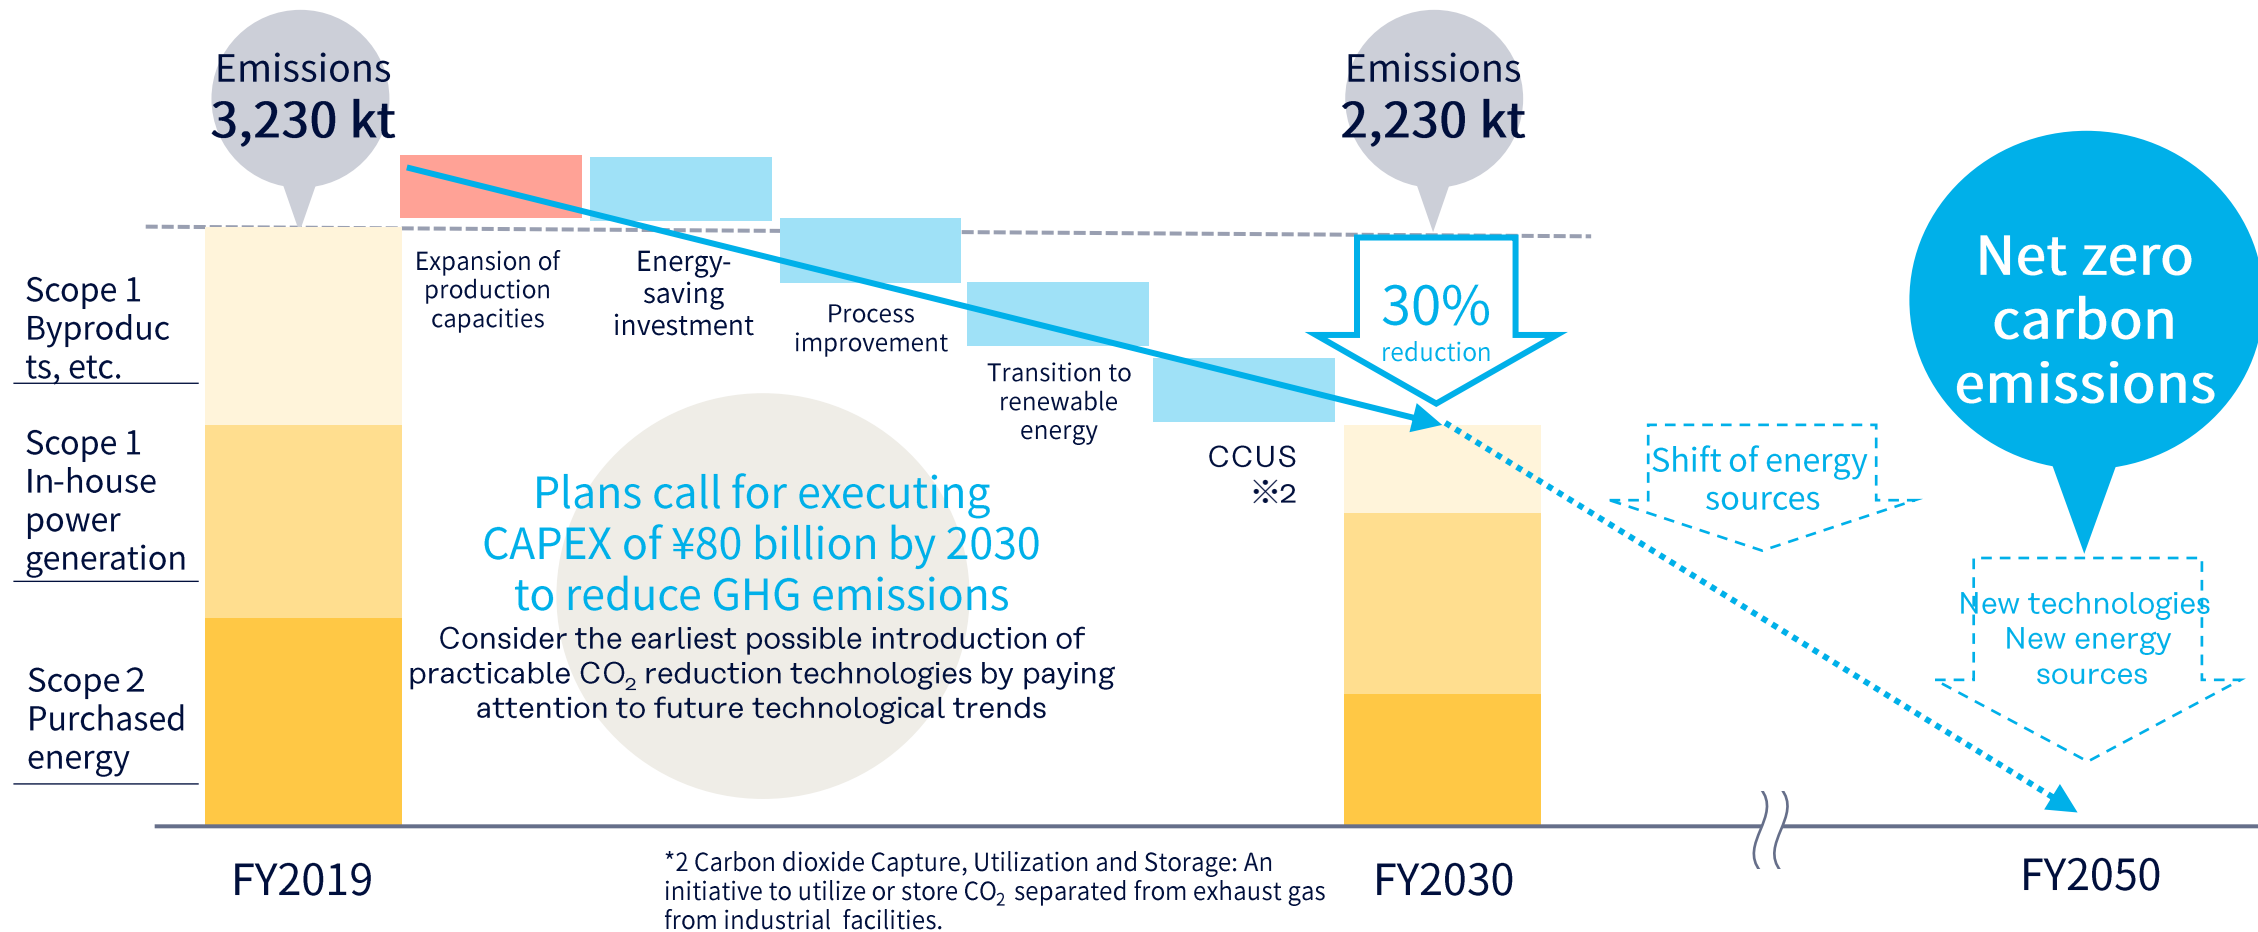 Emissions
3,230 kt
Emissions
2,230 kt
Net zero
carbon
emissions
Scope 1
Byproduc
ts, etc.
Scope 1
In-house
power
generation
Scope 2
Purchased
energy
Expansion of
production
capacities
Energy-
saving
investment
Process
improvement
Transition to
renewable
energy
CCUS
※2
30%
reduction
Shift of energy
sources
New technologies
New energy
sources
Plans call for executing
CAPEX of ¥80 billion by 2030
to reduce GHG emissions
Consider the earliest possible introduction of
practicable CO₂ reduction technologies by paying
attention to future technological trends
FY2019
FY2030
FY2050
*2 Carbon dioxide Capture, Utilization and Storage: An
initiative to utilize or store CO₂ separated from exhaust gas
from industrial facilities.